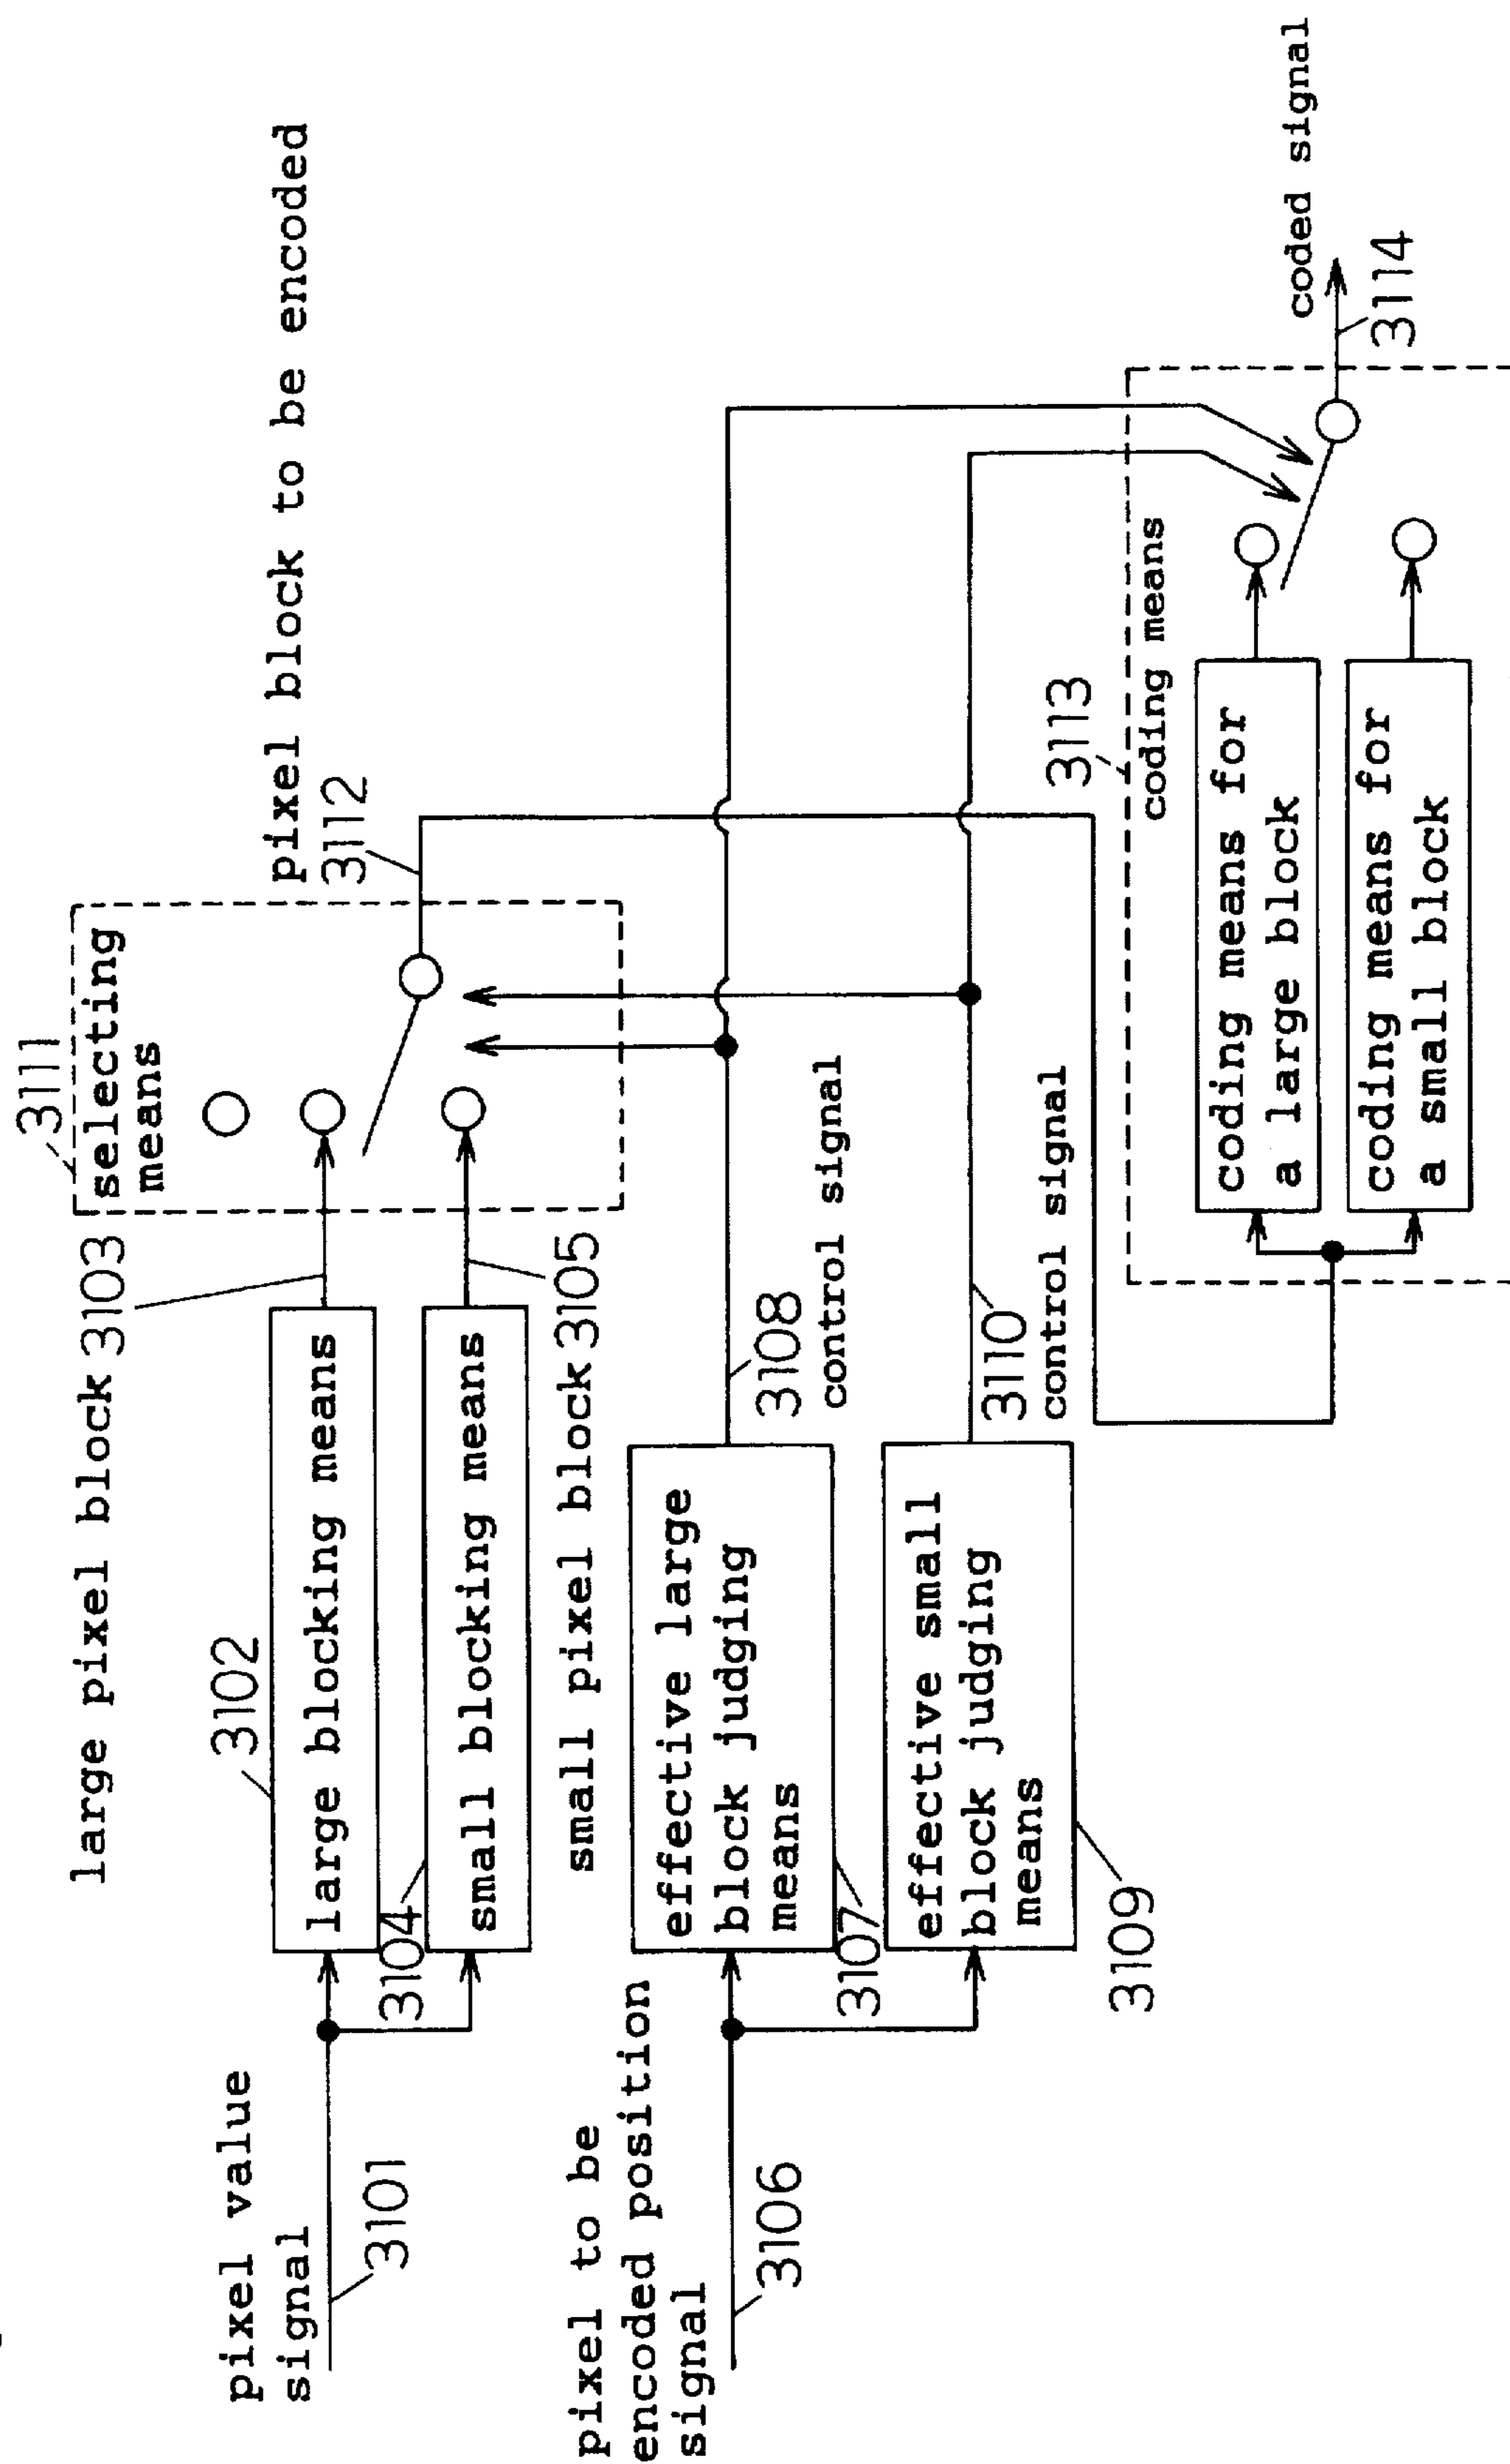 pixel value
signal
3101
3102
large blocking means
3104
small blocking means
large pixel block 3103
small pixel block 3105
3111
selecting
means
pixel block to be encoded
3112
pixel to be
encoded position
signal
3106
effective large
block judging
means
3107
effective small
block judging
means
3109
3108
control signal
3110
control signal
3113
coding means
coding means for
a large block
coding means for
a small block
coded signal
3114